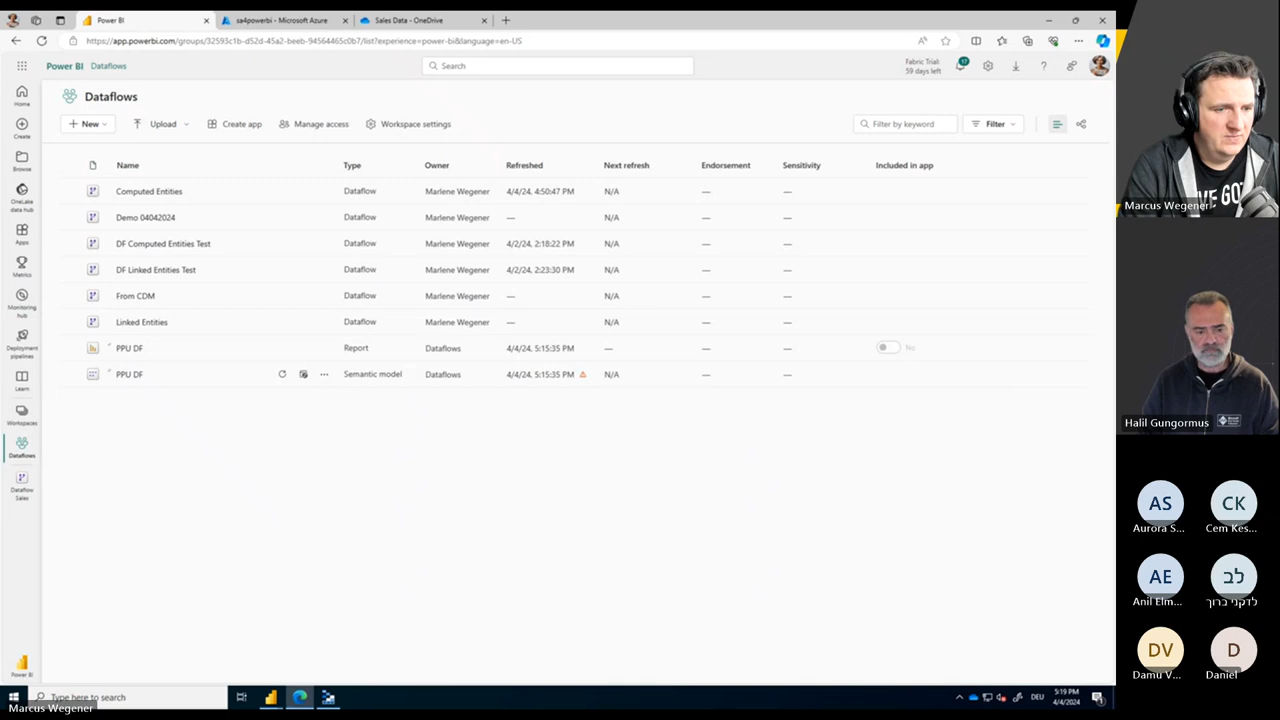 Power BI
sa4powerbi - Microsoft Azure
Sales Data - OneDrive
https://app.powerbi.com/groups/32593c1b-d52d-45a2-beeb-94564465c0b7/list?experience=power-bi&language=en-US
Power BI Dataflows
Search
Fabric Trial:
59 days left
17
Dataflows
New
Upload
Create app
Manage access
Workspace settings
Filter by keyword
Filter
Name Type Owner Refreshed Next refresh Endorsement Sensitivity Included in app
Computed Entities Dataflow Marlene Wegener 4/4/24, 4:50:47 PM N/A — —
Demo 04042024 Dataflow Marlene Wegener — N/A — —
DF Computed Entities Test Dataflow Marlene Wegener 4/2/24, 2:18:22 PM N/A — —
DF Linked Entities Test Dataflow Marlene Wegener 4/2/24, 2:23:30 PM N/A — —
From CDM Dataflow Marlene Wegener — N/A — —
Linked Entities Dataflow Marlene Wegener — N/A — —
PPU DF Report Dataflows 4/4/24, 5:15:35 PM — — — No
PPU DF Semantic model Dataflows 4/4/24, 5:15:35 PM N/A — —
Home
Create
Browse
OneLake
data hub
Apps
Metrics
Monitoring
hub
Deployment
pipelines
Learn
Workspaces
Dataflows
Dataflow
Sales
Power BI
Type here to search
DEU
5:19 PM
4/4/2024
Marcus Wegener
VE GOT
Marcus Wegener
Halil Gungormus
AS
Aurora S...
CK
Cem Kes...
AE
Anil Elm...
לב
לדקני ברוך
DV
Damu V...
D
Daniel